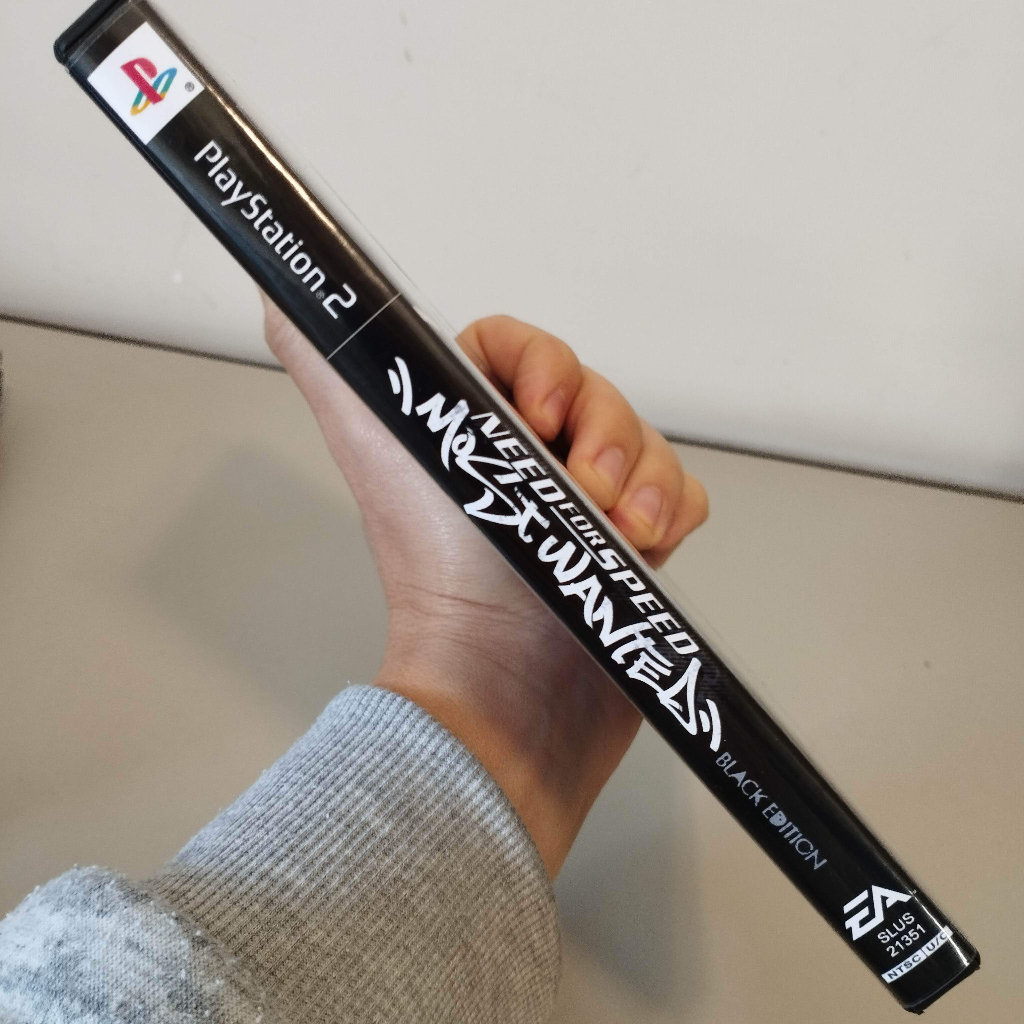 PlayStation®2
NEED FOR SPEED
MOST WANTED
BLACK EDITION
EA
SLUS
21351
NTSC U/C